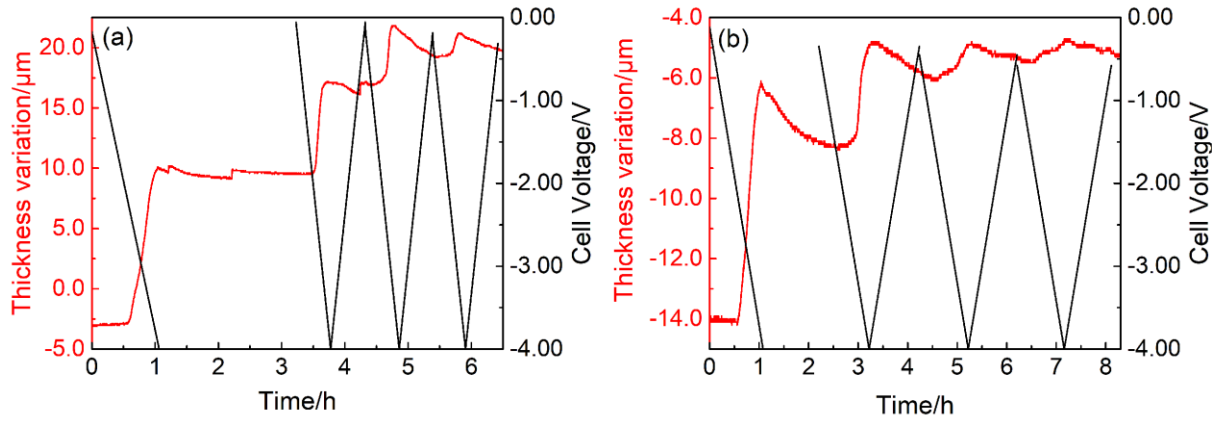 (a)
Thickness variation/μm
20.0
15.0
10.0
5.0
0.0
-5.0
0 1 2 3 4 5 6
Time/h
0.00
-1.00
-2.00
-3.00
-4.00
Cell Voltage/V
(b)
Thickness variation/μm
-4.0
-6.0
-8.0
-10.0
-12.0
-14.0
0 1 2 3 4 5 6 7 8
Time/h
0.00
-1.00
-2.00
-3.00
-4.00
Cell Voltage/V